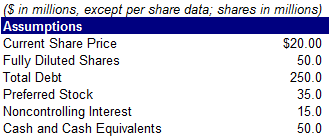 ($ in millions, except per share data; shares in millions)
Assumptions
Current Share Price $20.00
Fully Diluted Shares 50.0
Total Debt 250.0
Preferred Stock 35.0
Noncontrolling Interest 15.0
Cash and Cash Equivalents 50.0